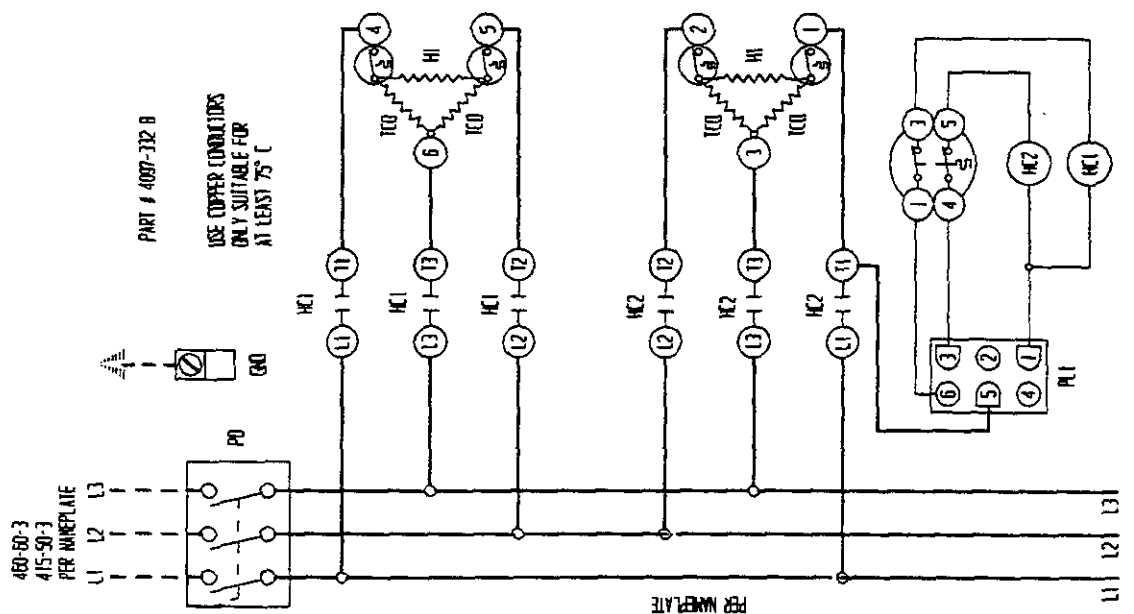 460-60-3
415-50-3
PER NAMEPLATE
L1 L2 L3
PD
GND
PART # 4097-332 B
USE COPPER CONDUCTORS
ONLY SUITABLE FOR
AT LEAST 75° C
L1 HC1 T1 4
L3 HC1 T3 6
L2 HC1 T2 5
TCO
H1
TCO
L2 HC2 T2 2
L3 HC2 T3 3
L1 HC2 T1 1
TCO
H1
TCO
PER NAMEPLATE
6 3
5 2
4 1
PL1
1 3
4 5
HC2
HC1
L1 L2 L3